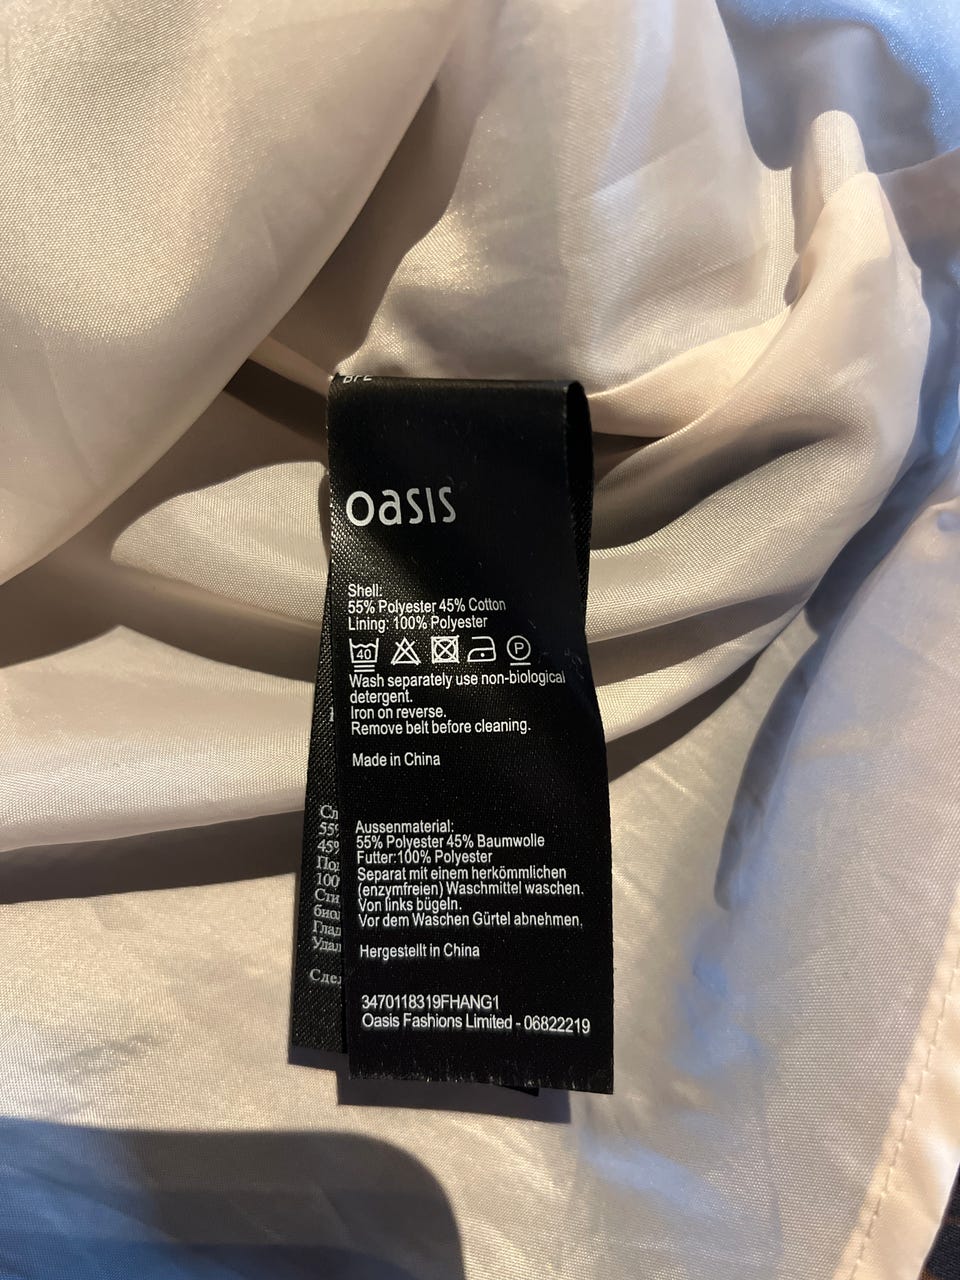 oasis
Shell:
55% Polyester 45% Cotton
Lining: 100% Polyester
40 P
Wash separately use non-biological
detergent.
Iron on reverse.
Remove belt before cleaning.
Made in China
Aussenmaterial:
55% Polyester 45% Baumwolle
Futter:100% Polyester
Separat mit einem herkömmlichen
(enzymfreien) Waschmittel waschen.
Von links bügeln.
Vor dem Waschen Gürtel abnehmen.
Hergestellt in China
3470118319FHANG1
Oasis Fashions Limited - 06822219